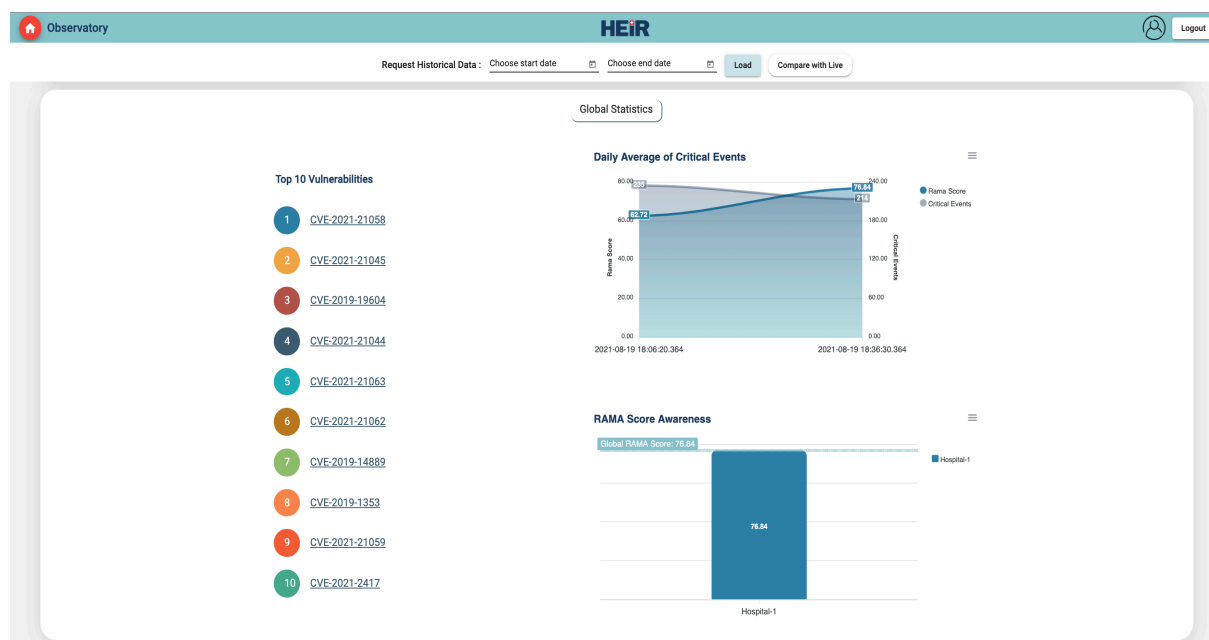 Observatory
HEiR
Logout
Request Historical Data :
Choose start date
Choose end date
Load
Compare with Live
Global Statistics
Top 10 Vulnerabilities
1 CVE-2021-21058
2 CVE-2021-21045
3 CVE-2019-19604
4 CVE-2021-21044
5 CVE-2021-21063
6 CVE-2021-21062
7 CVE-2019-14889
8 CVE-2019-1353
9 CVE-2021-21059
10 CVE-2021-2417
Daily Average of Critical Events
80.00
60.00
40.00
20.00
0.00
Rama Score
235
62.72
76.84
214
240.00
180.00
120.00
60.00
0.00
Critical Events
2021-08-19 18:06:20.364
2021-08-19 18:36:30.364
Rama Score
Critical Events
RAMA Score Awareness
Global RAMA Score: 76.84
76.84
Hospital-1
Hospital-1